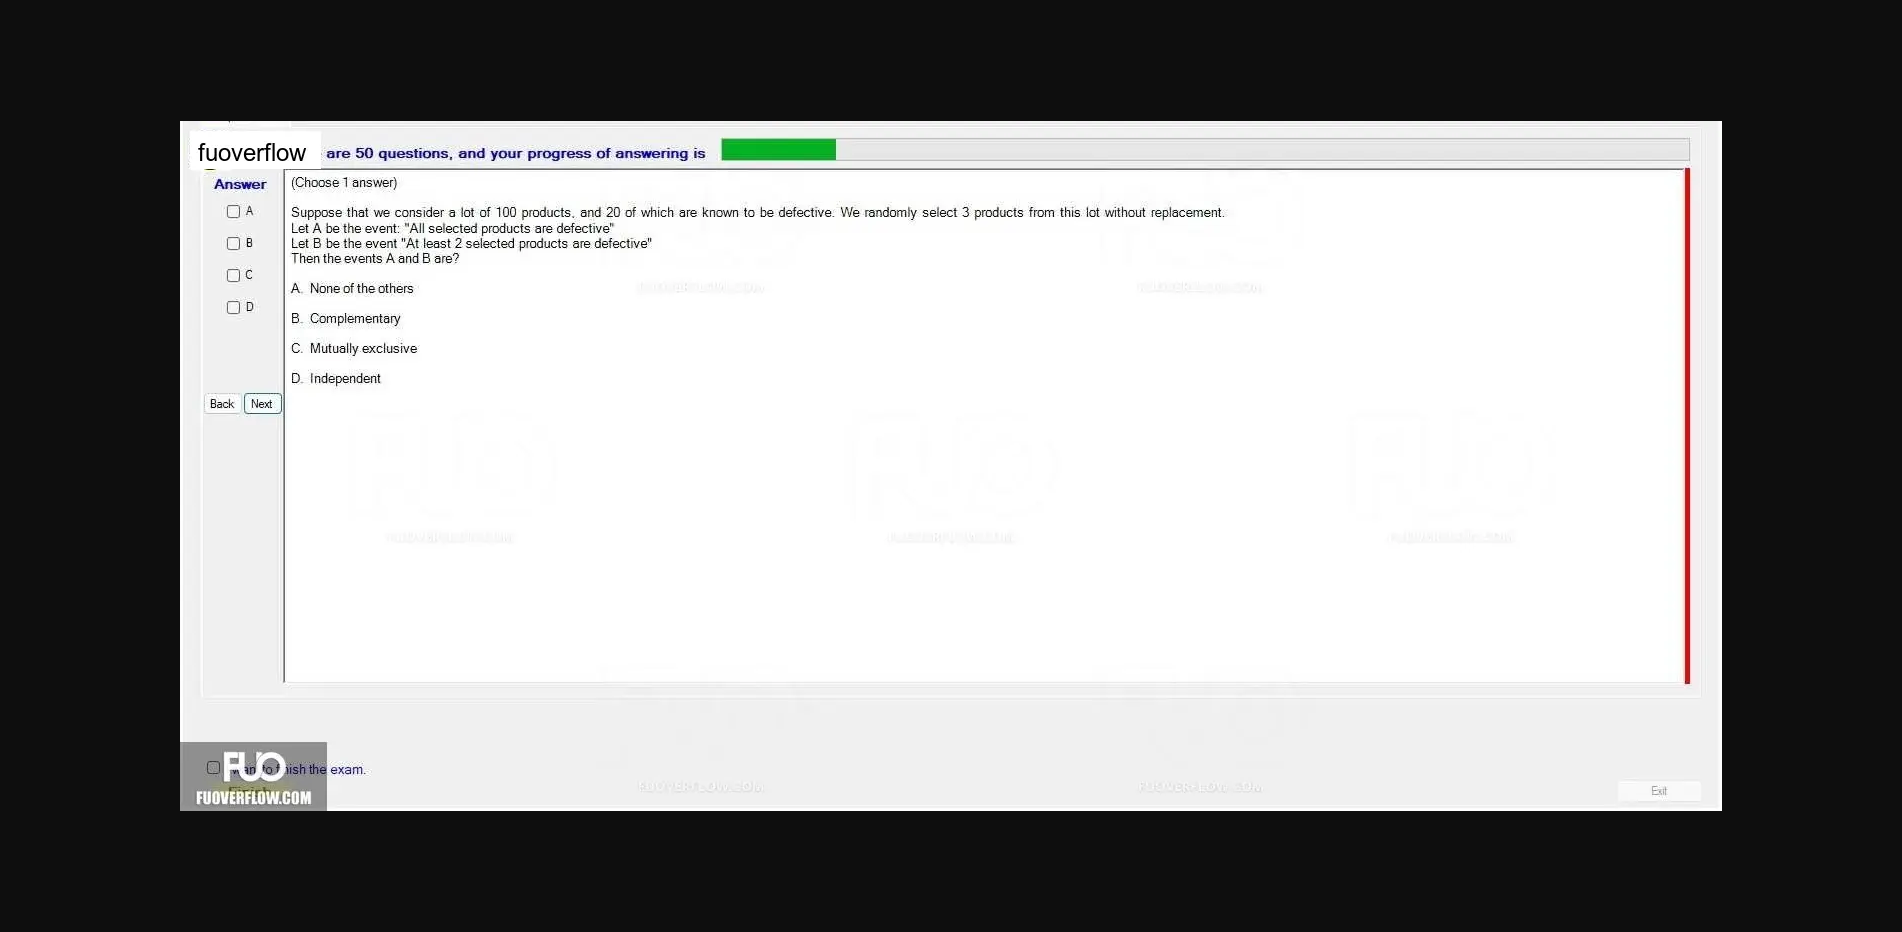 fuoverflow are 50 questions, and your progress of answering is
Answer
(Choose 1 answer)
A
B
C
D
Suppose that we consider a lot of 100 products, and 20 of which are known to be defective. We randomly select 3 products from this lot without replacement.
Let A be the event: "All selected products are defective"
Let B be the event "At least 2 selected products are defective"
Then the events A and B are?
A. None of the others
B. Complementary
C. Mutually exclusive
D. Independent
Back Next
FUO
FUOVERFLOW.COM
finish the exam.
Exit